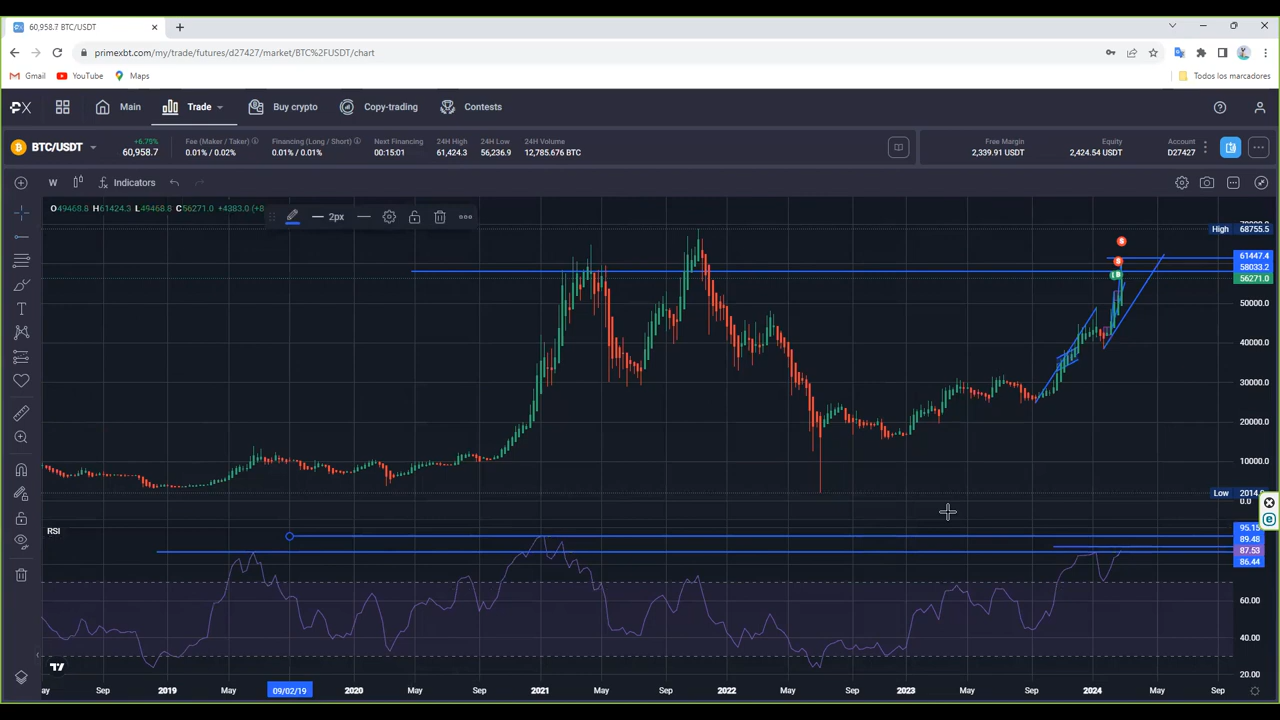 60,958.7 BTC/USDT
primexbt.com/my/trade/futures/d27427/market/BTC%2FUSDT/chart
Gmail YouTube Maps Todos los marcadores
Main Trade Buy crypto Copy-trading Contests
BTC/USDT +6.79% 60,958.7
Fee (Maker / Taker) Financing (Long / Short) Next Financing 24H High 24H Low 24H Volume Free Margin Equity Account
0.01% / 0.02% 0.01% / 0.01% 00:15:01 61,424.3 56,236.0 12,785.676 BTC 2,339.91 USDT 2,424.54 USDT D27427
W Indicators
O49468.8 H61424.3 L49468.8 C56271.0 +4383.0 (+8
2px
High 68755.5
61447.4
58033.2
56271.0
50000.0
40000.0
30000.0
20000.0
10000.0
Low 2014
0.0
RSI
95.15
89.48
87.53
86.44
60.00
40.00
20.00
ay Sep 2019 May 09/02/19 2020 May Sep 2021 May Sep 2022 May Sep 2023 May Sep 2024 May Sep